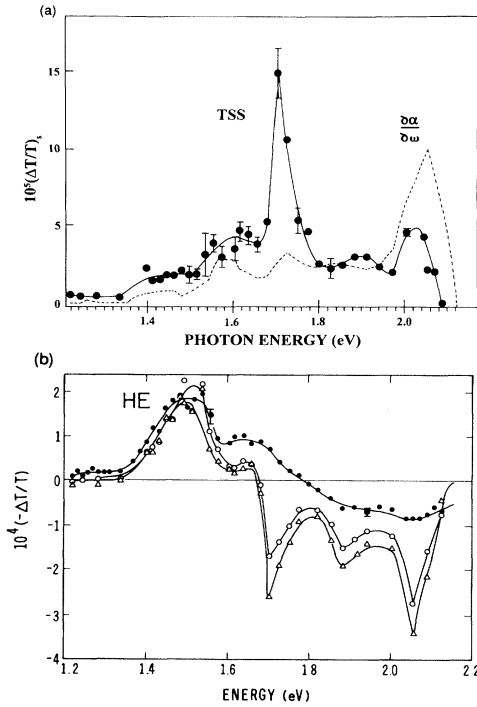 (a)
15
10
5
0
10⁵(ΔT/T)ₛ
TSS
∂α
∂ω
1.4
1.6
1.8
2.0
PHOTON ENERGY (eV)
(b)
HE
2
1
0
-1
-2
-3
-4
10⁴(-ΔT/T)
1.2
1.4
1.6
1.8
2.0
2.2
ENERGY (eV)